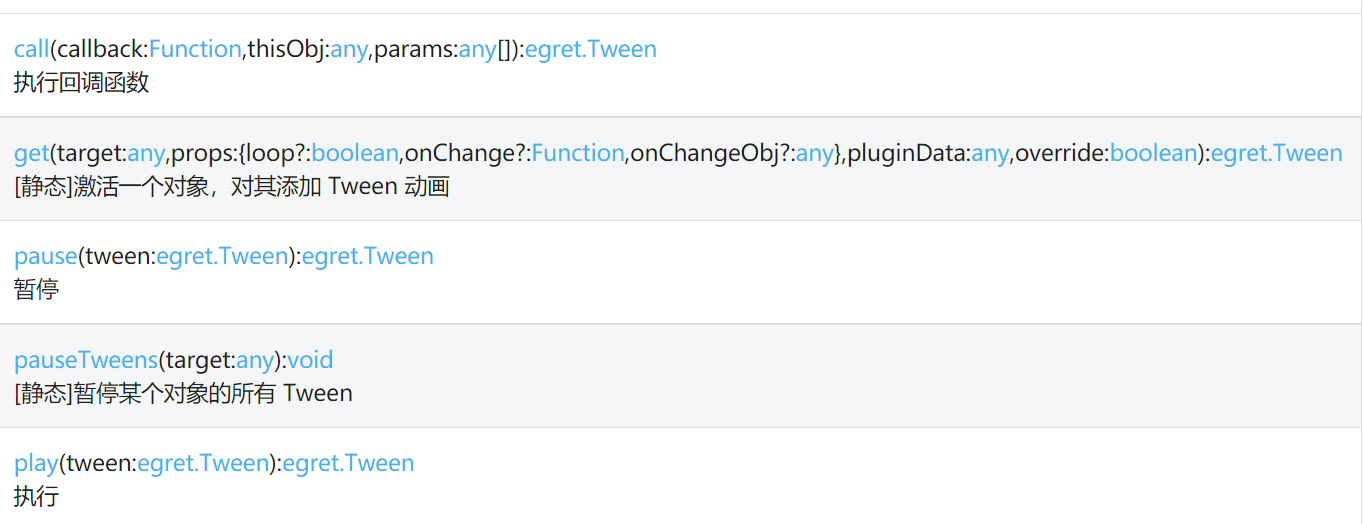 call(callback:Function,thisObj:any,params:any[]):egret.Tween
执行回调函数
get(target:any,props:{loop?:boolean,onChange?:Function,onChangeObj?:any},pluginData:any,override:boolean):egret.Tween
[静态]激活一个对象，对其添加 Tween 动画
pause(tween:egret.Tween):egret.Tween
暂停
pauseTweens(target:any):void
[静态]暂停某个对象的所有 Tween
play(tween:egret.Tween):egret.Tween
执行